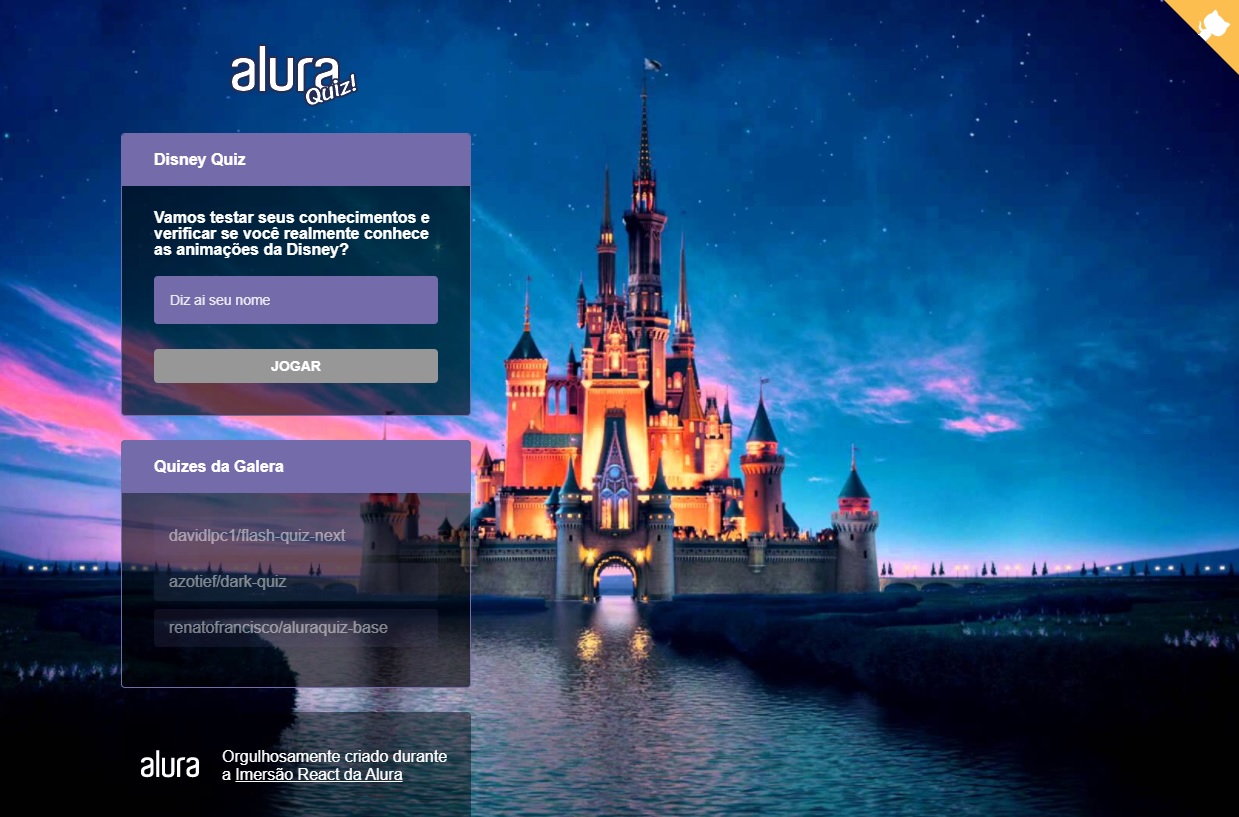 alura
Quiz!
Disney Quiz
Vamos testar seus conhecimentos e
verificar se você realmente conhece
as animações da Disney?
Diz ai seu nome
JOGAR
Quizes da Galera
davidlpc1/flash-quiz-next
azotief/dark-quiz
renatofrancisco/aluraquiz-base
alura
Orgulhosamente criado durante
a Imersão React da Alura